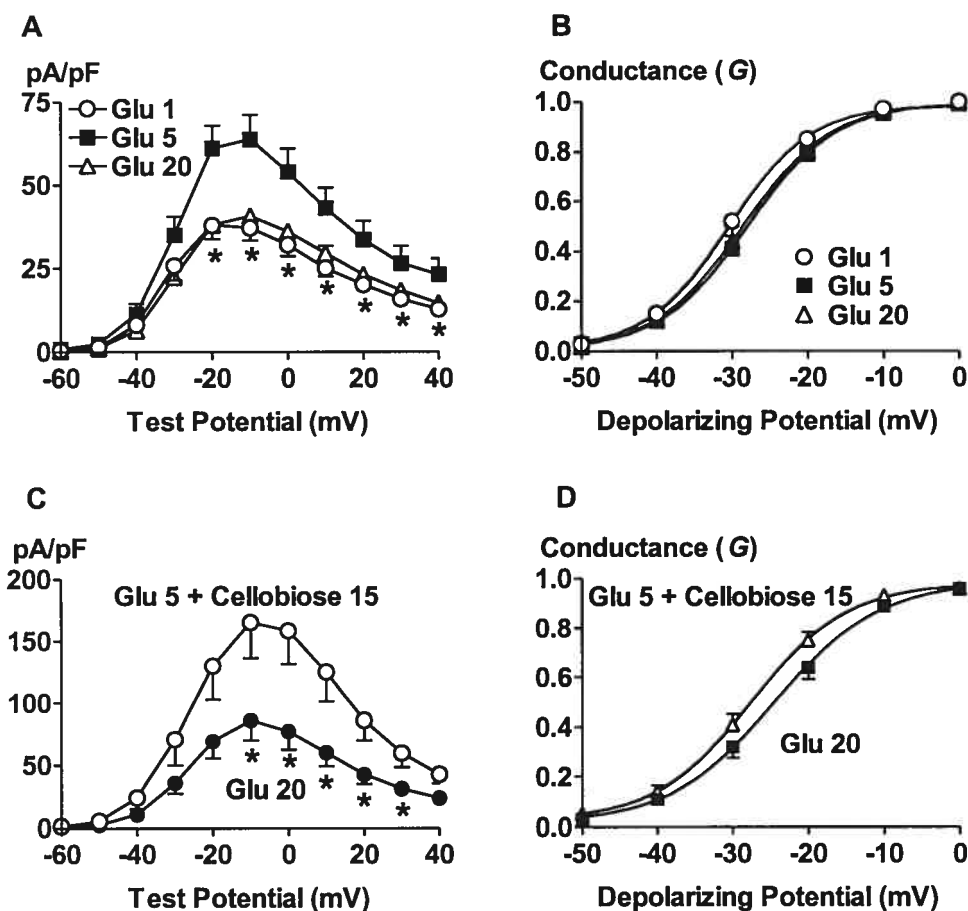 A
pA/pF
75
50
25
0
Glu 1
Glu 5
Glu 20
* * * * * * *
-60 -40 -20 0 20 40
Test Potential (mV)
B
Conductance (G)
1.0
0.8
0.6
0.4
0.2
0.0
Glu 1
Glu 5
Glu 20
-50 -40 -30 -20 -10 0
Depolarizing Potential (mV)
C
pA/pF
200
150
100
50
0
Glu 5 + Cellobiose 15
Glu 20
* * * * *
-60 -40 -20 0 20 40
Test Potential (mV)
D
Conductance (G)
1.0
0.8
0.6
0.4
0.2
0.0
Glu 5 + Cellobiose 15
Glu 20
-50 -40 -30 -20 -10 0
Depolarizing Potential (mV)